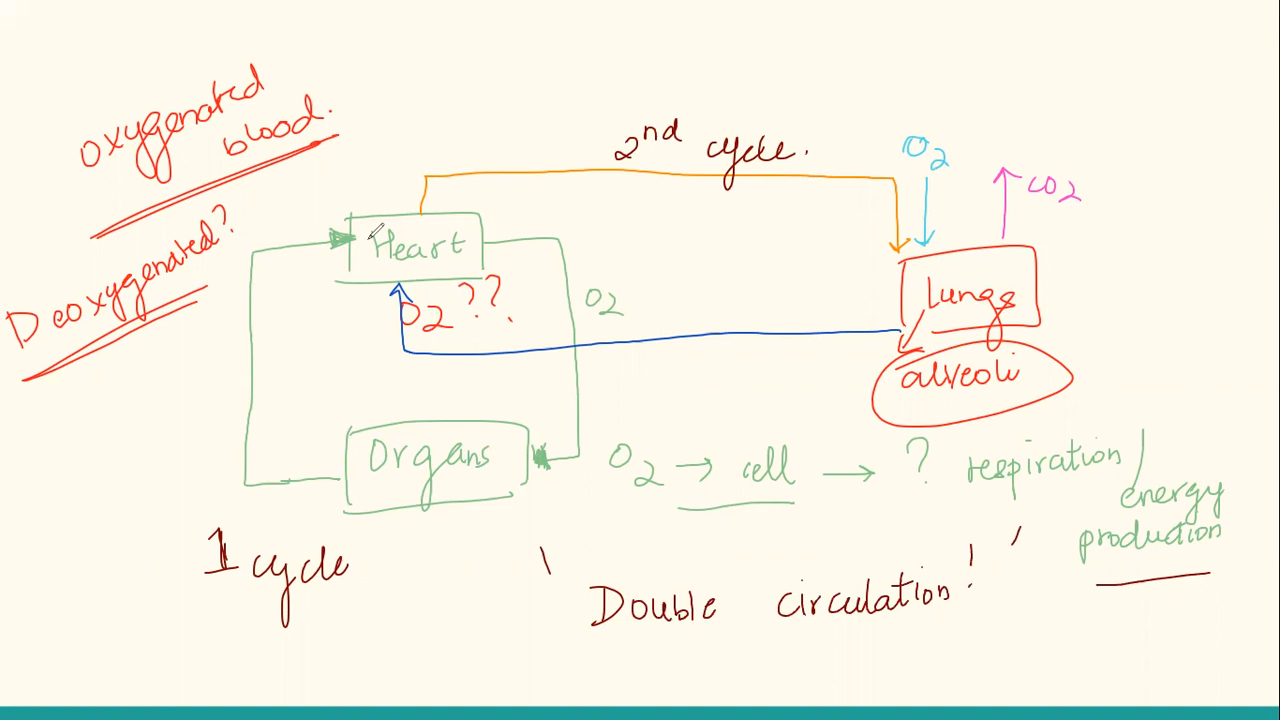 oxygenated
blood.
Deoxygenated?
2nd cycle.
O2
CO2
Heart
O2??
O2
lungs
alveoli
Organs
O2 → cell → ? respiration/
energy
production
1 cycle
' Double circulation! '